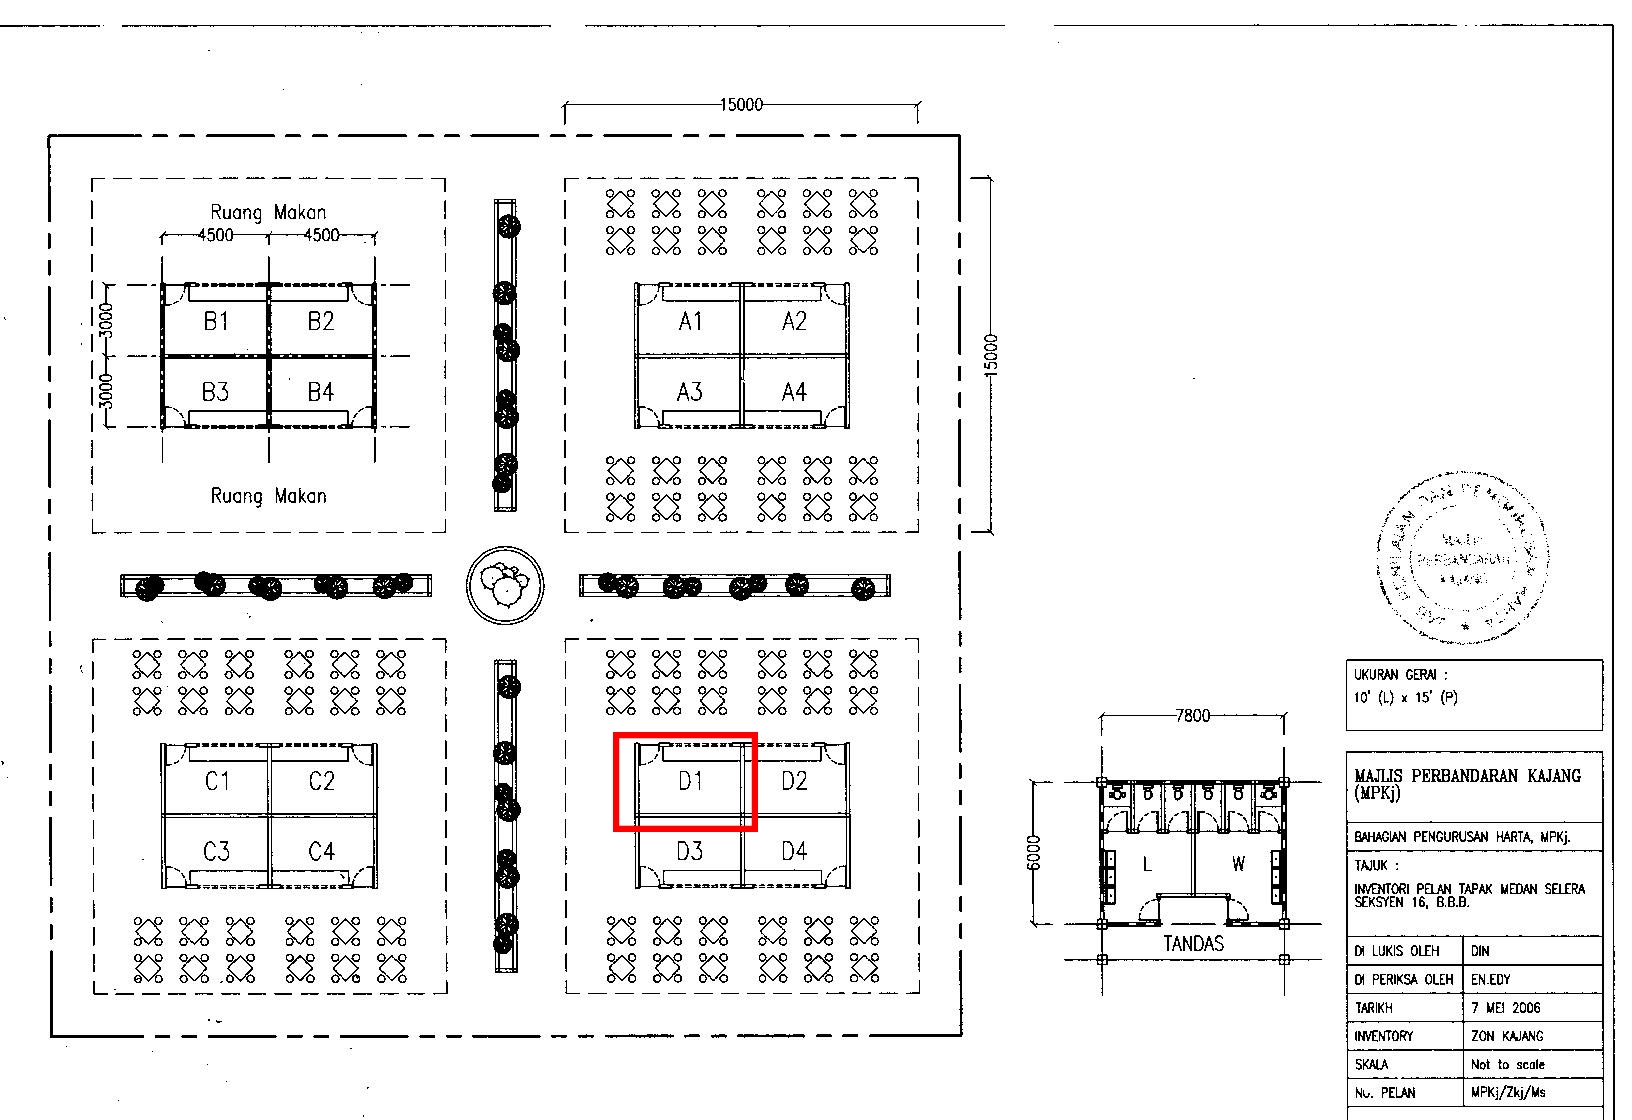 15000
Ruang Makan
4500 4500
3000
B1 B2
A1 A2
15000
3000
B3 B4
A3 A4
Ruang Makan
MAJLIS
PERBANDARAN
KAJANG
UKURAN GERAI :
10' (L) x 15' (P)
7800
C1 C2
D1 D2
C3 C4
D3 D4
6000
L W
TANDAS
MAJLIS PERBANDARAN KAJANG
(MPKj)
BAHAGIAN PENGURUSAN HARTA, MPKj.
TAJUK :
INVENTORI PELAN TAPAK MEDAN SELERA
SEKSYEN 16, B.B.B.
DI LUKIS OLEH DIN
DI PERIKSA OLEH EN.EDY
TARIKH 7 MEI 2006
INVENTORY ZON KAJANG
SKALA Not to scale
No. PELAN MPKj/Zkj/Ms